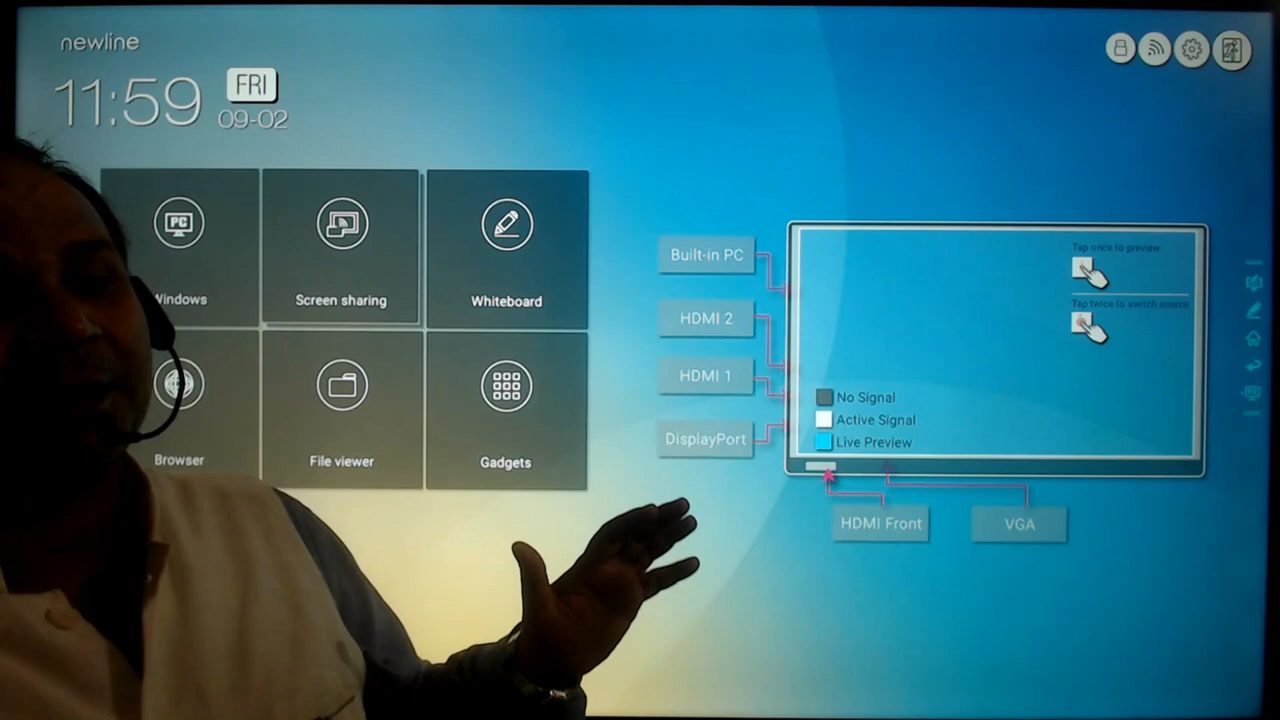 newline
11:59
FRI
09-02
PC
Windows
Screen sharing
Whiteboard
Browser
File viewer
Gadgets
Built-in PC
HDMI 2
HDMI 1
DisplayPort
Tap once to preview
Tap twice to switch source
No Signal
Active Signal
Live Preview
HDMI Front
VGA